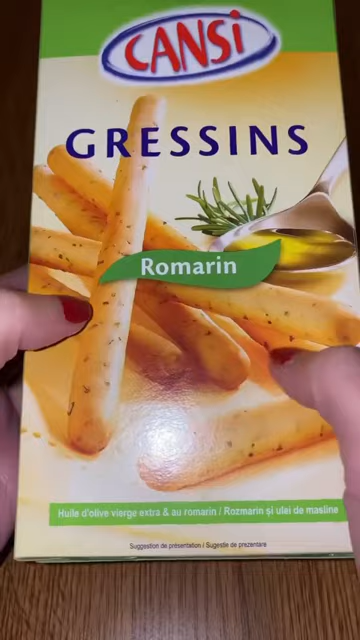 CANSi
GRESSINS
Romarin
Huile d'olive vierge extra & au romarin / Rozmarin și ulei de masline
Suggestion de présentation / Sugestie de prezentare